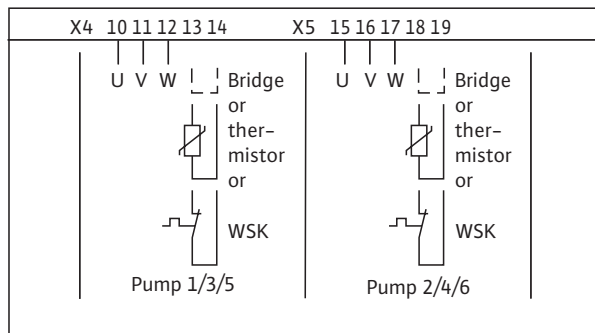 X4 10 11 12 13 14 X5 15 16 17 18 19
U V W Bridge U V W Bridge
or or
ther- ther-
mistor mistor
or or
WSK WSK
Pump 1/3/5 Pump 2/4/6